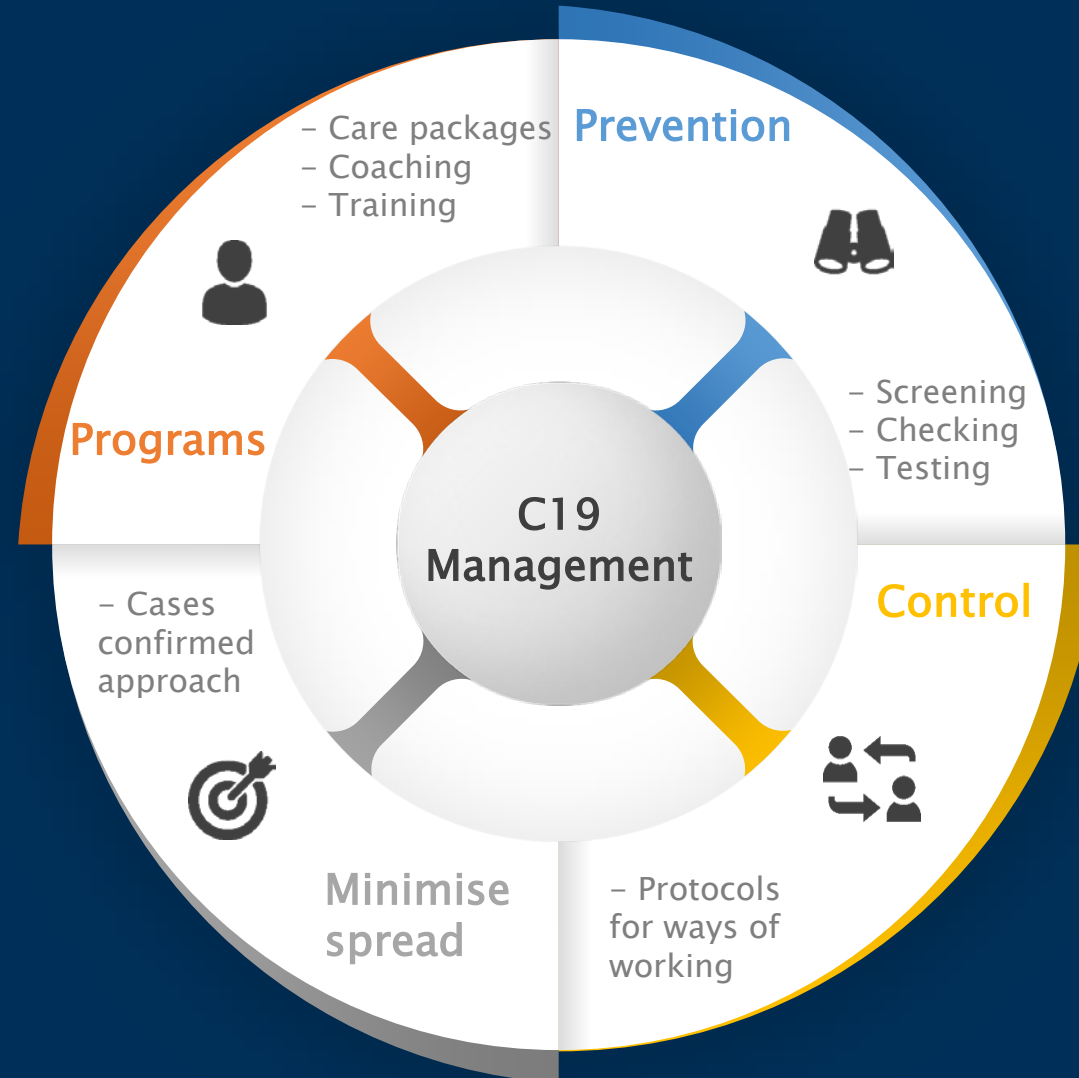 Prevention
– Screening
– Checking
– Testing
Control
– Protocols
for ways of
working
Minimise
spread
– Cases
confirmed
approach
Programs
– Care packages
– Coaching
– Training
C19
Management